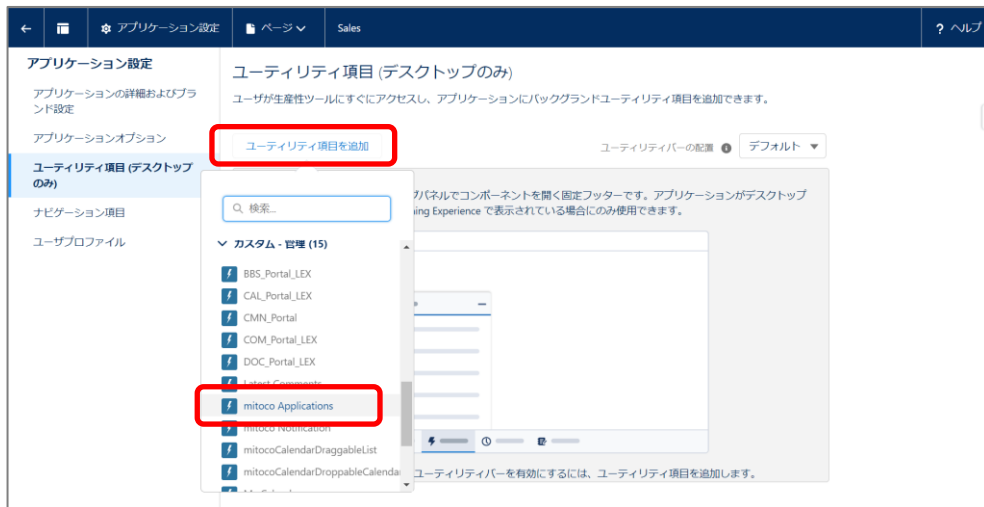 アプリケーション設定
ページ
Sales
? ヘルプ
アプリケーション設定
アプリケーションの詳細およびブラ
ンド設定
アプリケーションオプション
ユーティリティ項目 (デスクトップ
のみ)
ナビゲーション項目
ユーザプロファイル
ユーティリティ項目 (デスクトップのみ)
ユーザが生産性ツールにすぐにアクセスし、アプリケーションにバックグランドユーティリティ項目を追加できます。
ユーティリティ項目を追加
ユーティリティバーの配置
デフォルト
パネルでコンポーネントを開く固定フッターです。アプリケーションがデスクトップ
ing Experience で表示されている場合にのみ使用できます。
検索...
カスタム - 管理 (15)
BBS_Portal_LEX
CAL_Portal_LEX
CMN_Portal
COM_Portal_LEX
DOC_Portal_LEX
Latest Comments
mitoco Applications
mitoco Notification
mitocoCalendarDraggableList
mitocoCalendarDroppableCalenda
ユーティリティバーを有効にするには、ユーティリティ項目を追加します。